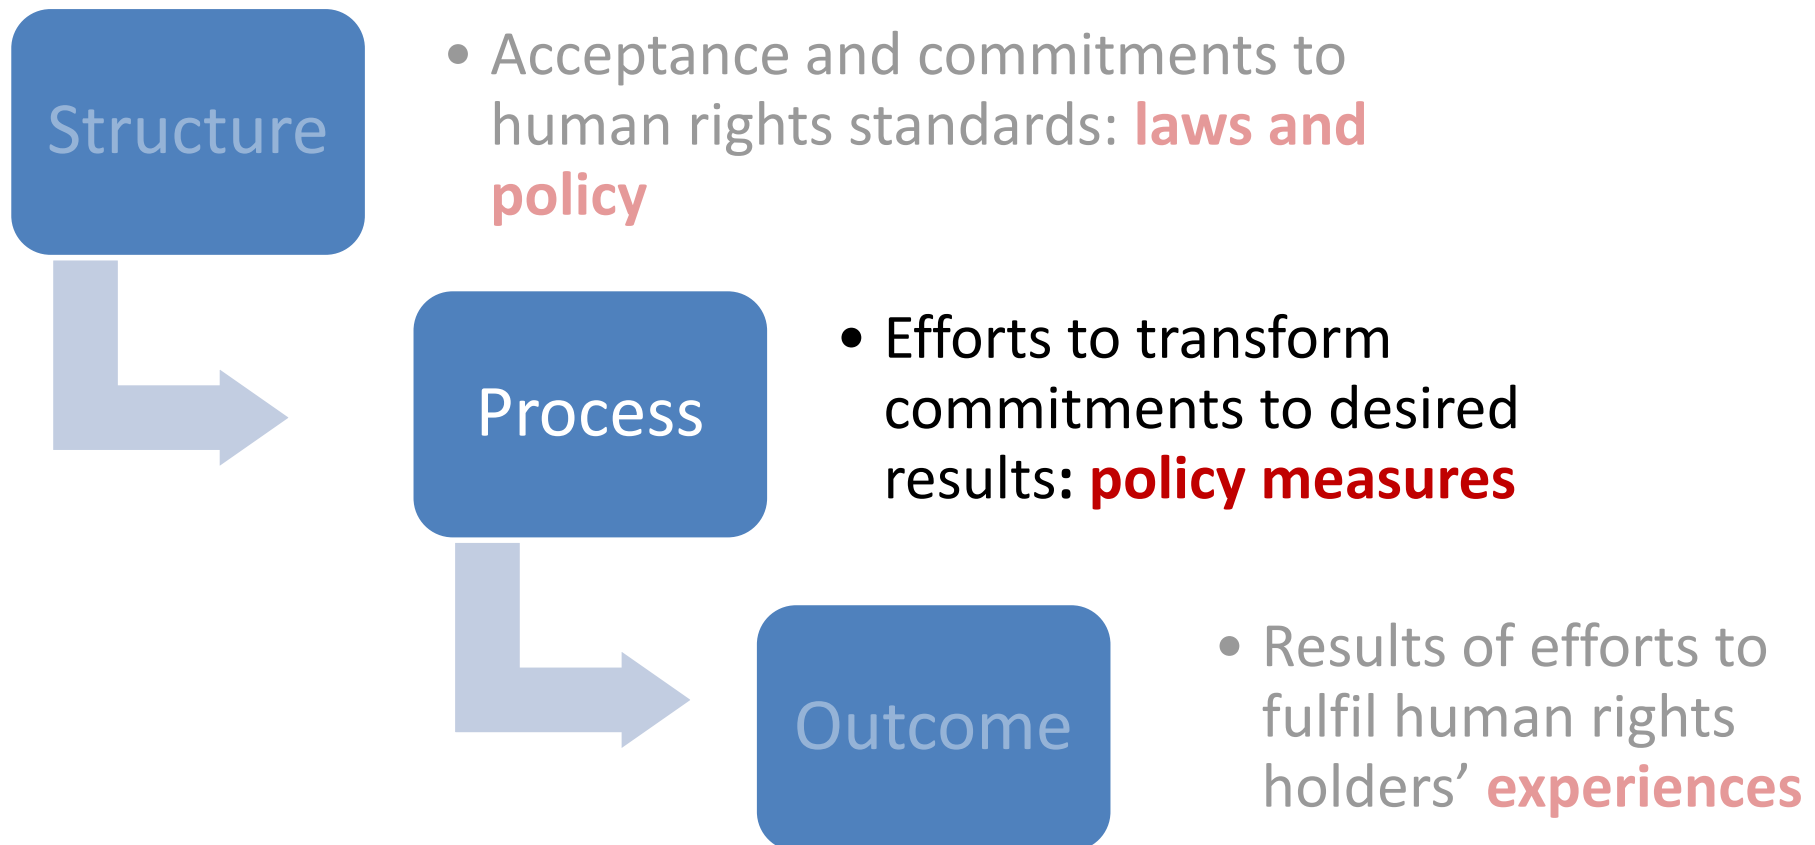 Structure
• Acceptance and commitments to
human rights standards: laws and
policy
Process
• Efforts to transform
commitments to desired
results: policy measures
Outcome
• Results of efforts to
fulfil human rights
holders’ experiences